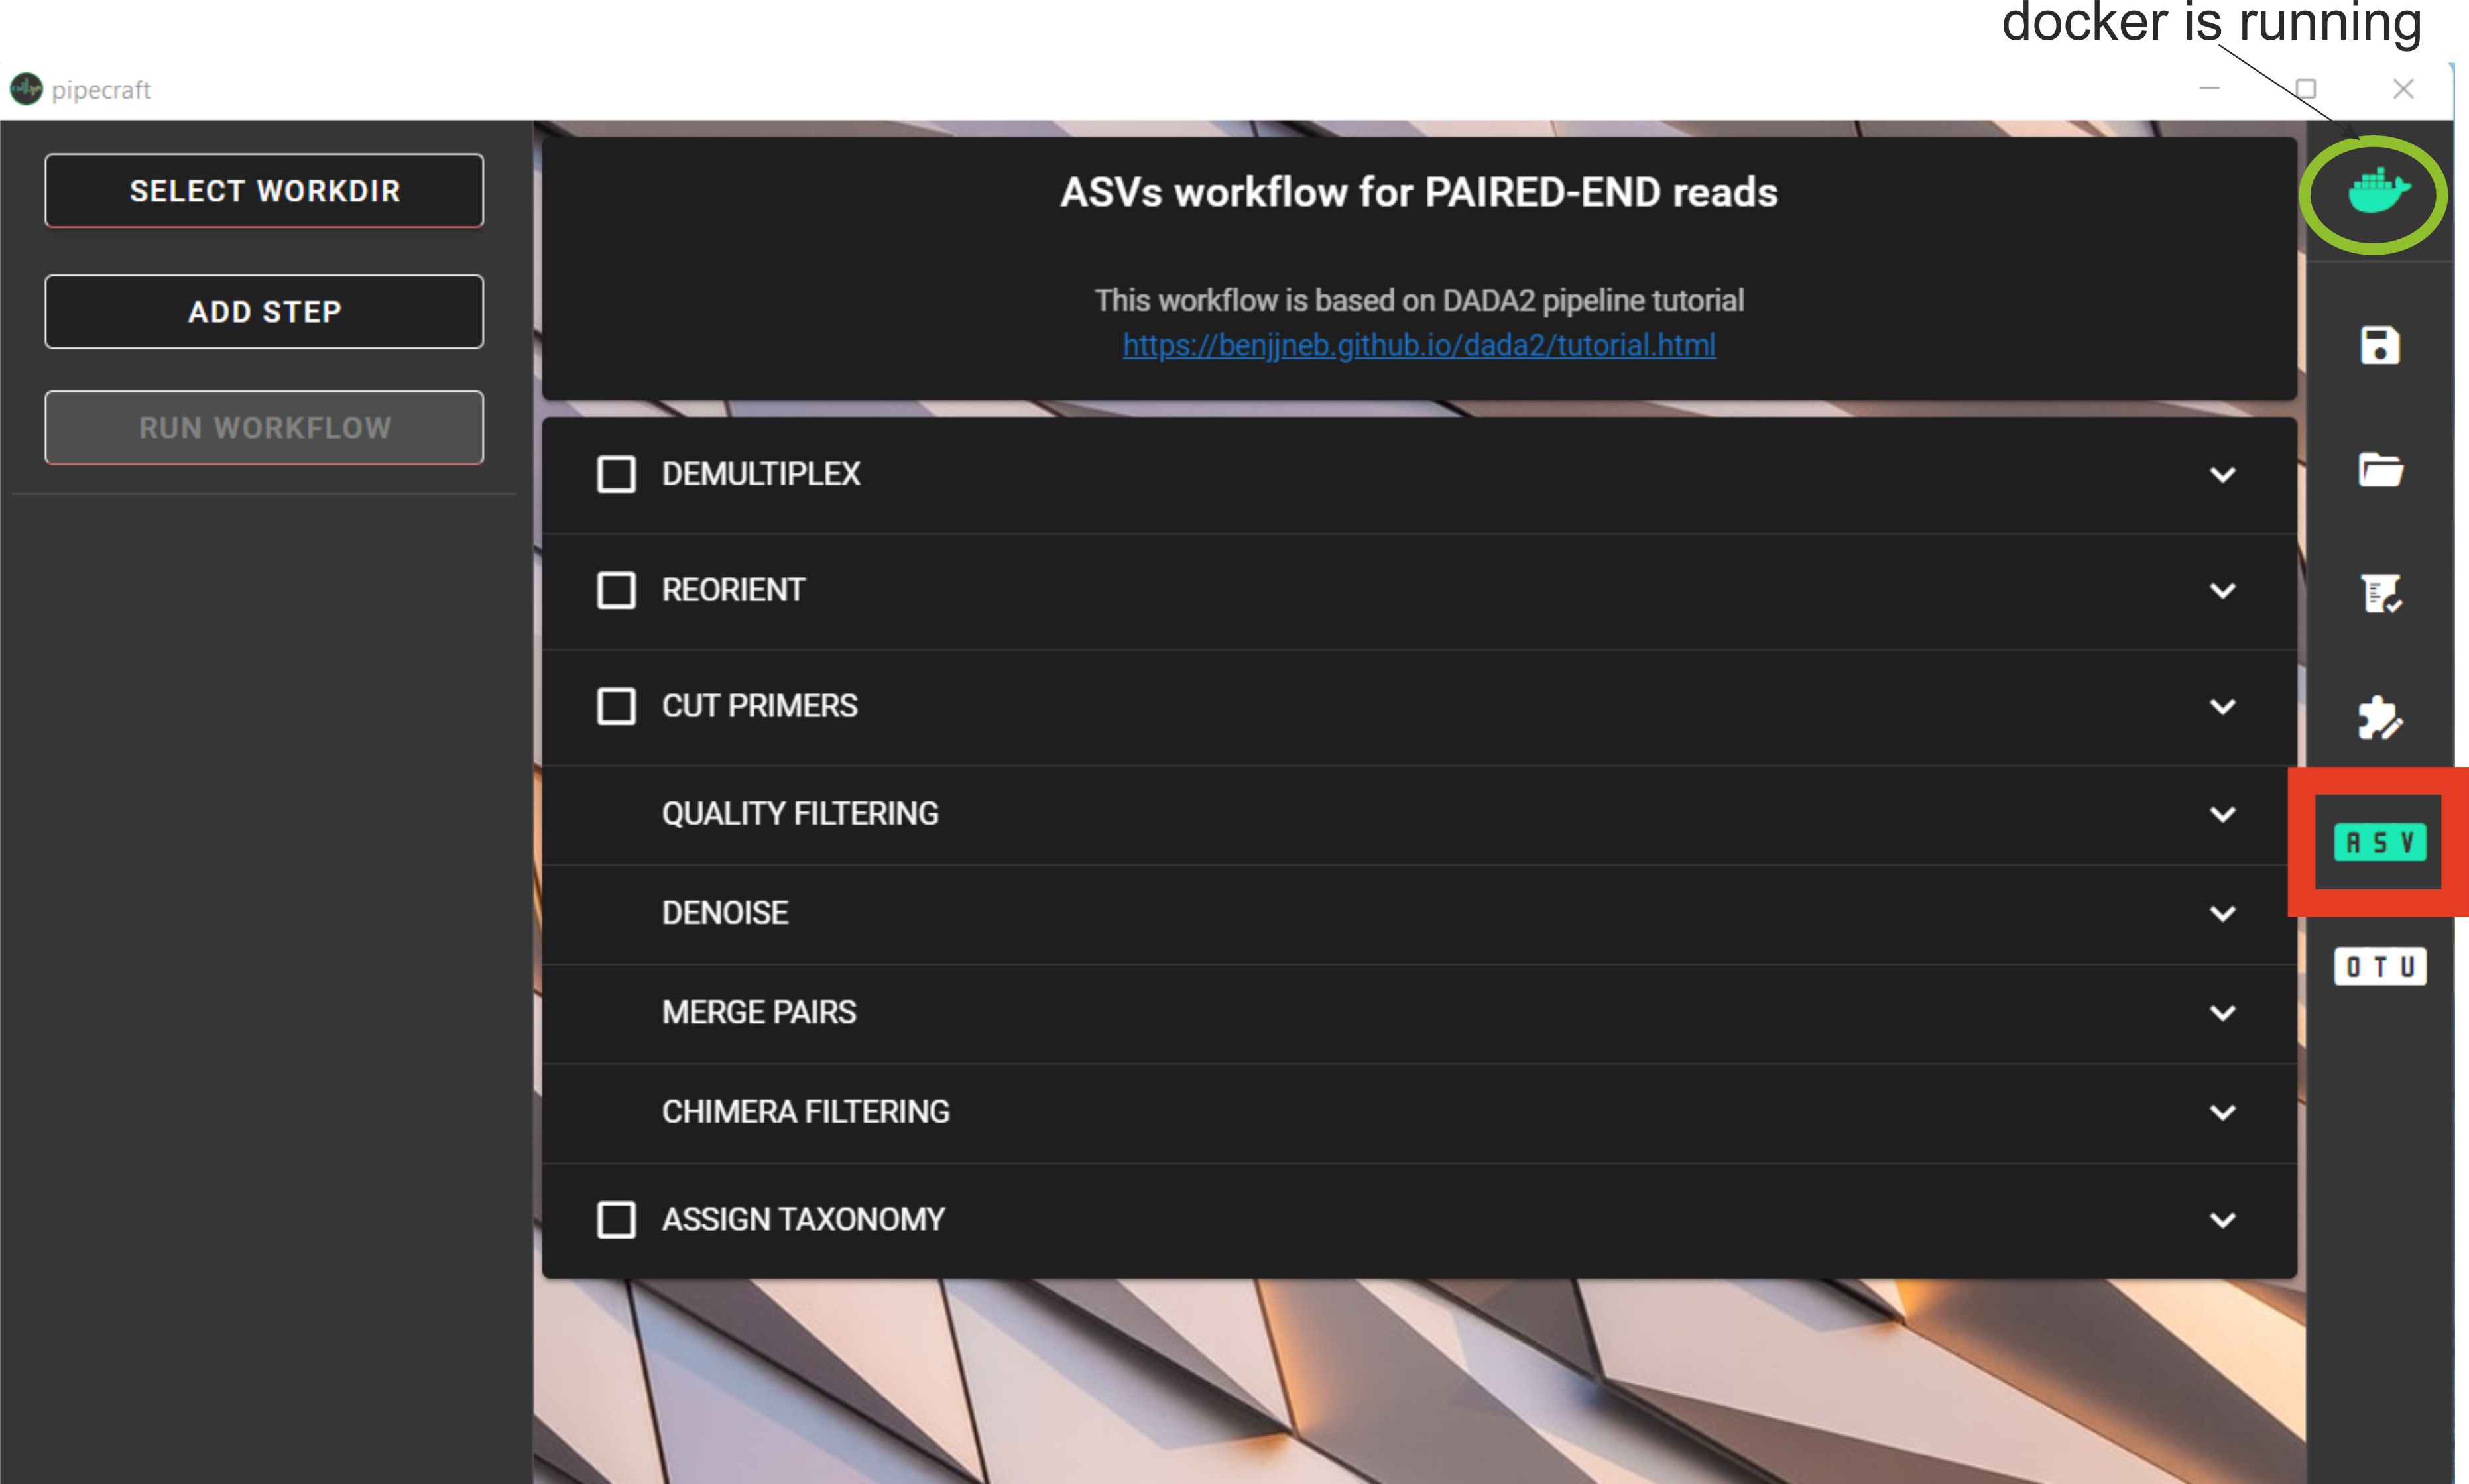 docker is running
pipecraft
SELECT WORKDIR
ADD STEP
RUN WORKFLOW
ASVs workflow for PAIRED-END reads
This workflow is based on DADA2 pipeline tutorial
https://benjjneb.github.io/dada2/tutorial.html
DEMULTIPLEX
REORIENT
CUT PRIMERS
QUALITY FILTERING
DENOISE
MERGE PAIRS
CHIMERA FILTERING
ASSIGN TAXONOMY
ASV
OTU